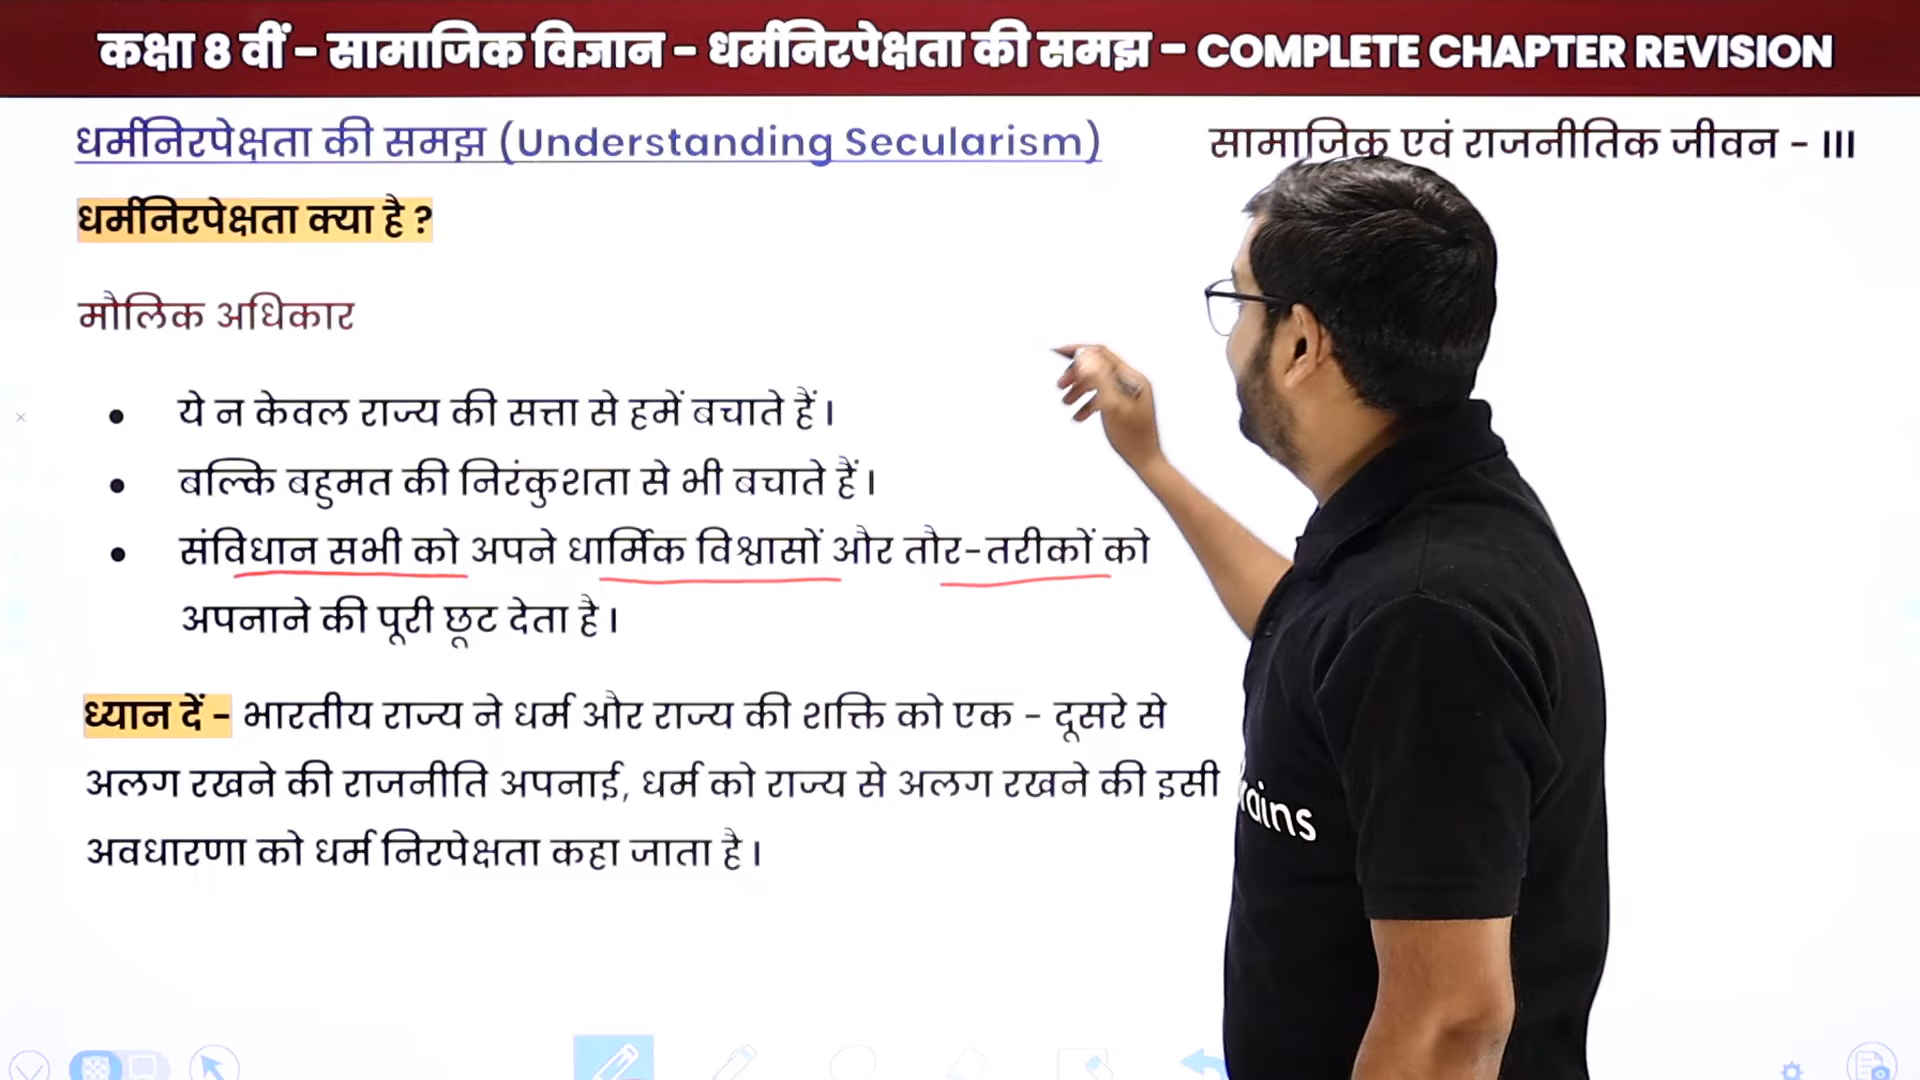 कक्षा 8 वीं - सामाजिक विज्ञान - धर्मनिरपेक्षता की समझ - COMPLETE CHAPTER REVISION
धर्मनिरपेक्षता की समझ (Understanding Secularism)
सामाजिक एवं राजनीतिक जीवन - III
धर्मनिरपेक्षता क्या है ?
मौलिक अधिकार
• ये न केवल राज्य की सत्ता से हमें बचाते हैं।
• बल्कि बहुमत की निरंकुशता से भी बचाते हैं।
• संविधान सभी को अपने धार्मिक विश्वासों और तौर-तरीकों को
अपनाने की पूरी छूट देता है।
ध्यान दें - भारतीय राज्य ने धर्म और राज्य की शक्ति को एक - दूसरे से
अलग रखने की राजनीति अपनाई, धर्म को राज्य से अलग रखने की इसी
अवधारणा को धर्म निरपेक्षता कहा जाता है।